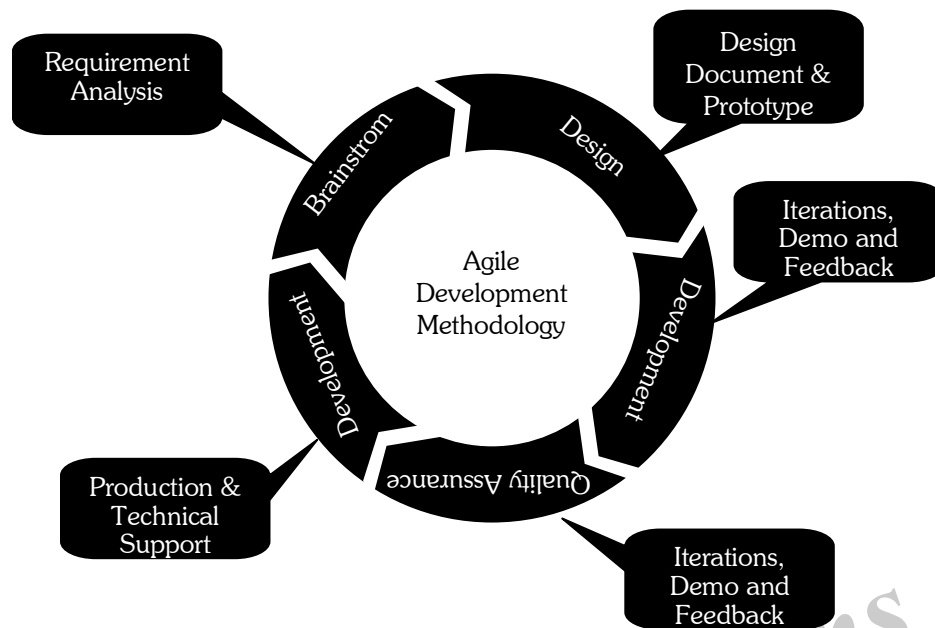 Requirement
Analysis
Design
Document &
Prototype
Brainstrom
Design
Iterations,
Demo and
Feedback
Agile
Development
Methodology
Development
Development
Quality Assurance
Production &
Technical
Support
Iterations,
Demo and
Feedback